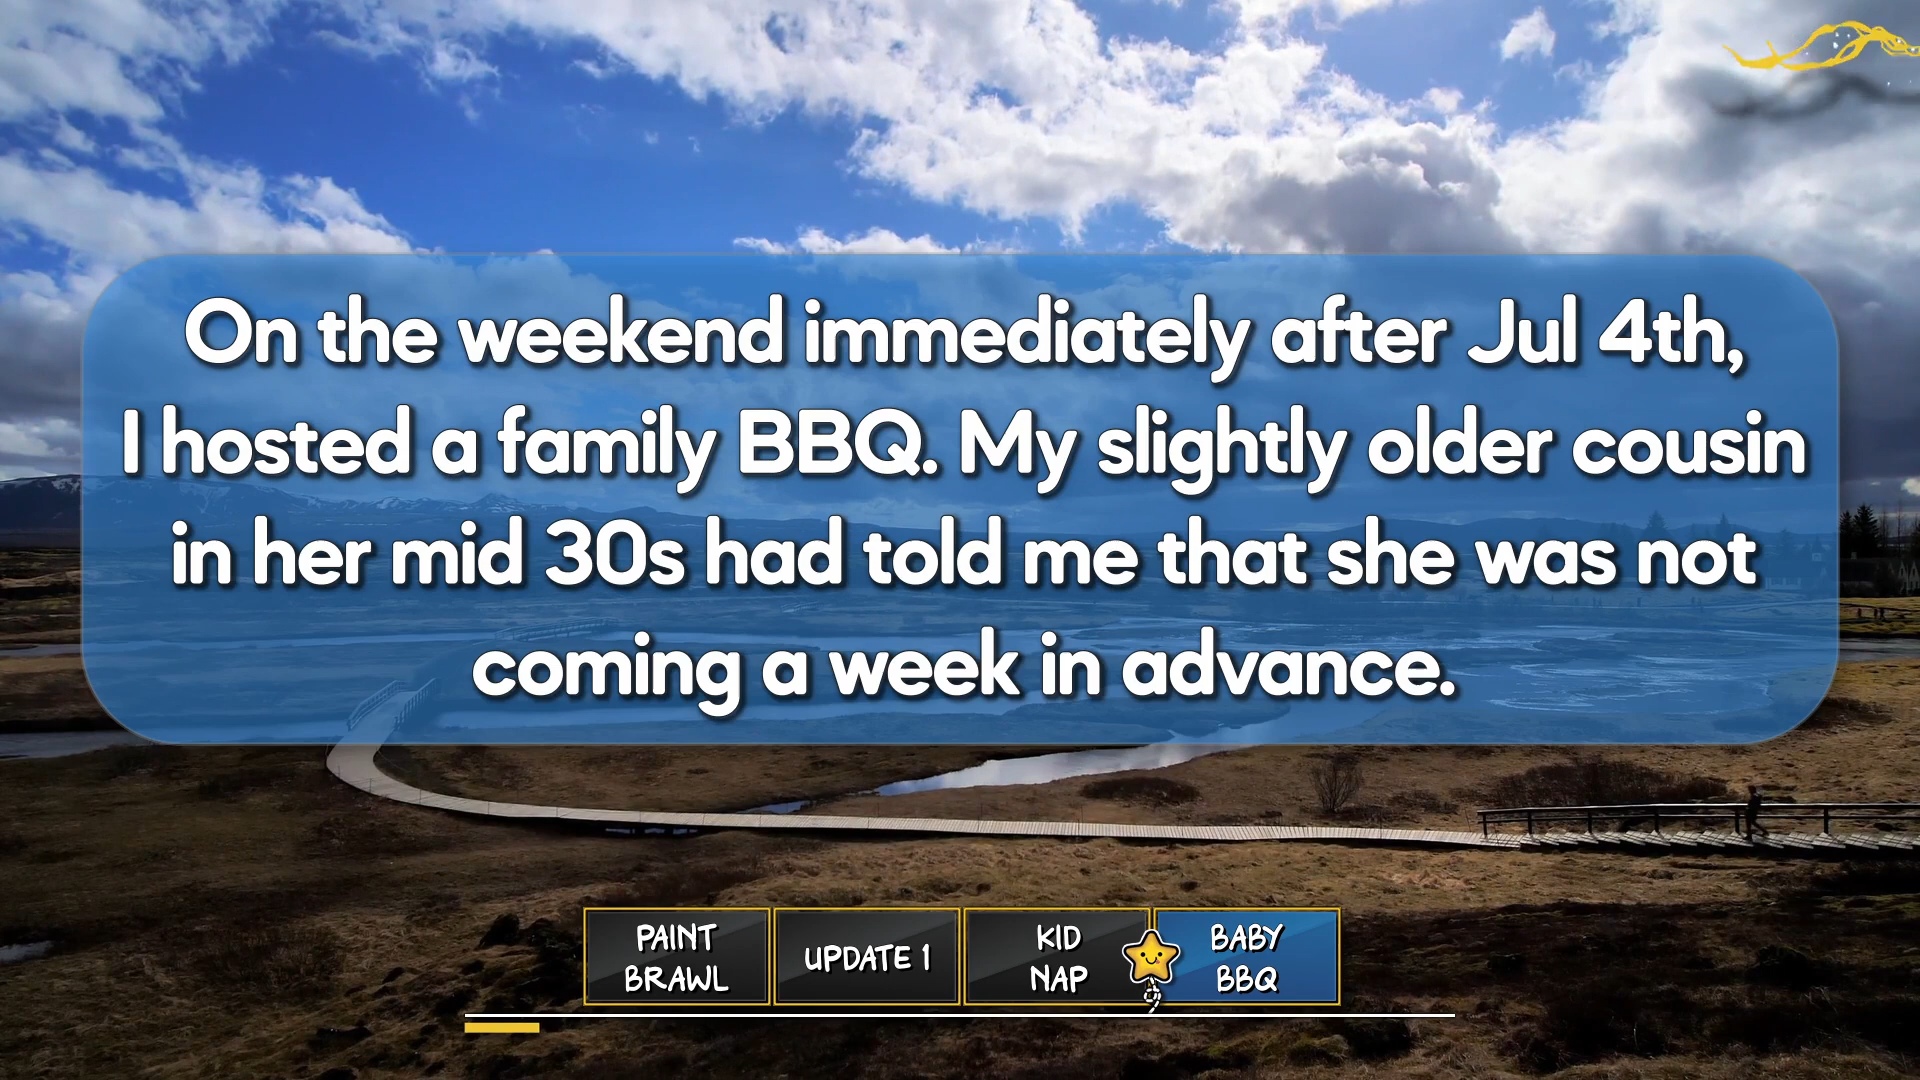 On the weekend immediately after Jul 4th,
I hosted a family BBQ. My slightly older cousin
in her mid 30s had told me that she was not
coming a week in advance.
PAINT
BRAWL
UPDATE 1
KID
NAP
BABY
BBQ